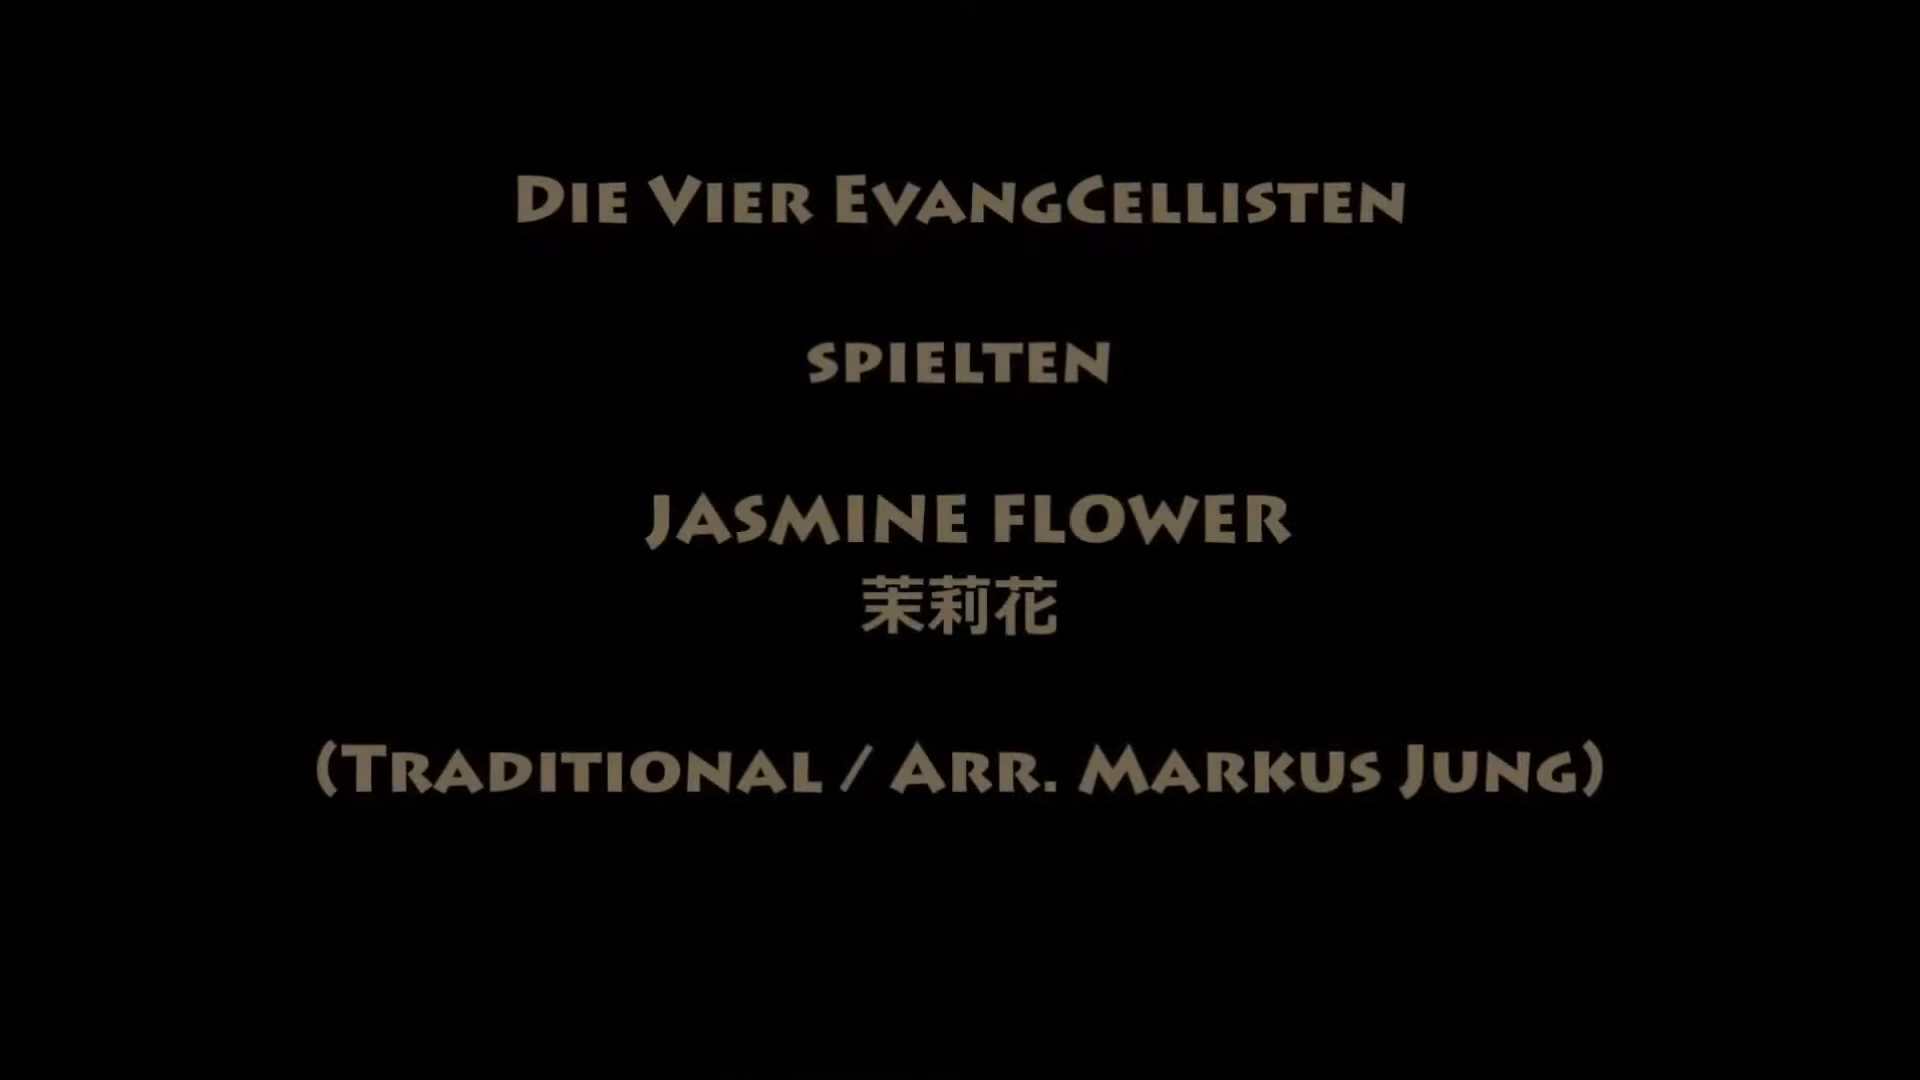 Die Vier EvangCellisten
spielten
JASMINE FLOWER
茉莉花
(Traditional / Arr. Markus Jung)